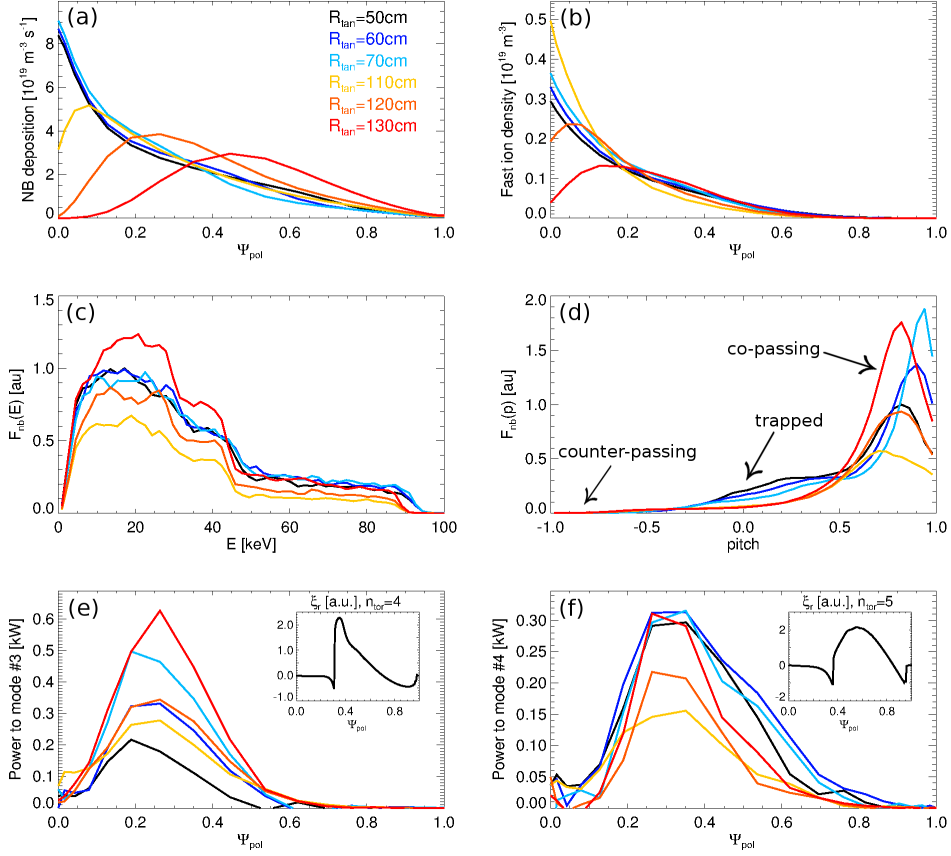 (a)
R_tan=50cm
R_tan=60cm
R_tan=70cm
R_tan=110cm
R_tan=120cm
R_tan=130cm
NB deposition [10^19 m^-3 s]
8
6
4
2
0
0.0 0.2 0.4 0.6 0.8 1.0
Ψ_pol
(b)
Fast ion density [10^19 m^-3]
0.5
0.4
0.3
0.2
0.1
0.0
0.0 0.2 0.4 0.6 0.8 1.0
Ψ_pol
(c)
F_nb(E) [au]
1.5
1.0
0.5
0.0
0 20 40 60 80 100
E [keV]
(d)
co-passing
trapped
counter-passing
F_nb(p) [au]
2.0
1.5
1.0
0.5
0.0
-1.0 -0.5 0.0 0.5 1.0
pitch
(e)
ξ_r [a.u.], n_tor=4
2.0
1.0
0.0
-1.0
0 0.4 0.8
Ψ_pol
Power to mode #3 [kW]
0.6
0.5
0.4
0.3
0.2
0.1
0.0
0.0 0.2 0.4 0.6 0.8 1.0
Ψ_pol
(f)
ξ_r [a.u.], n_tor=5
2
0
-2
0 0.4 0.8
Ψ_pol
Power to mode #4 [kW]
0.30
0.25
0.20
0.15
0.10
0.05
0.00
0.0 0.2 0.4 0.6 0.8 1.0
Ψ_pol